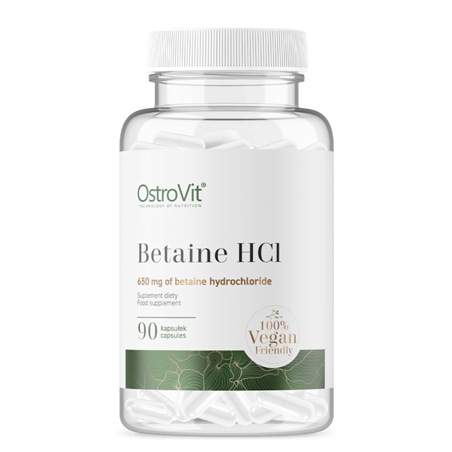 OstroVit®
TECHNOLOGY OF NUTRITION
Betaine HCl
650 mg of betaine hydrochloride
Suplement diety
Food supplement
90 kapsułek
capsules
100%
Vegan
Friendly